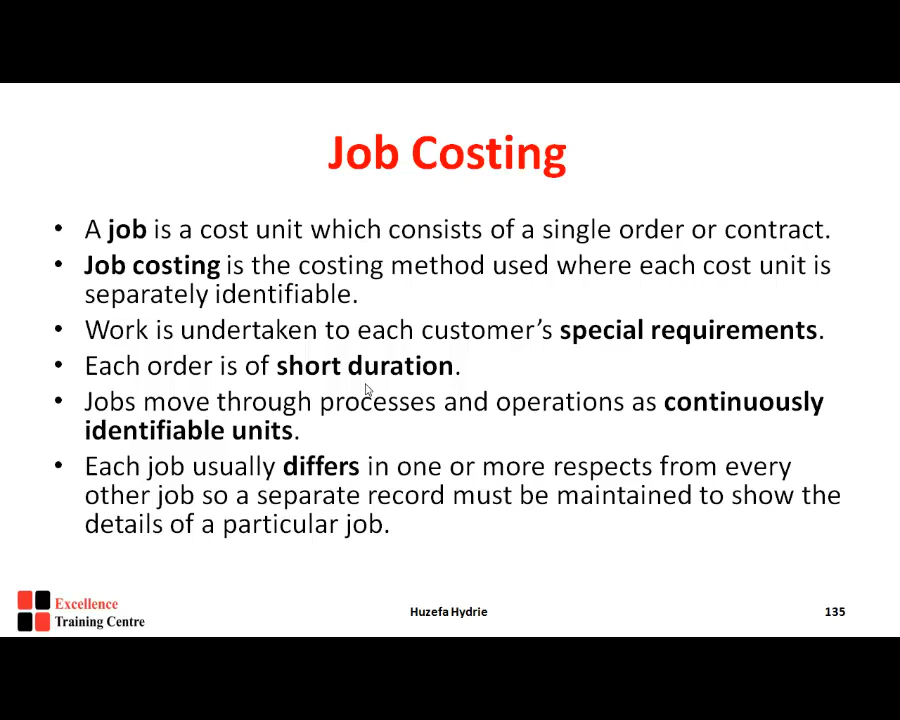 Job Costing
• A job is a cost unit which consists of a single order or contract.
• Job costing is the costing method used where each cost unit is
separately identifiable.
• Work is undertaken to each customer’s special requirements.
• Each order is of short duration.
• Jobs move through processes and operations as continuously
identifiable units.
• Each job usually differs in one or more respects from every
other job so a separate record must be maintained to show the
details of a particular job.
Excellence
Training Centre
Huzefa Hydrie
135